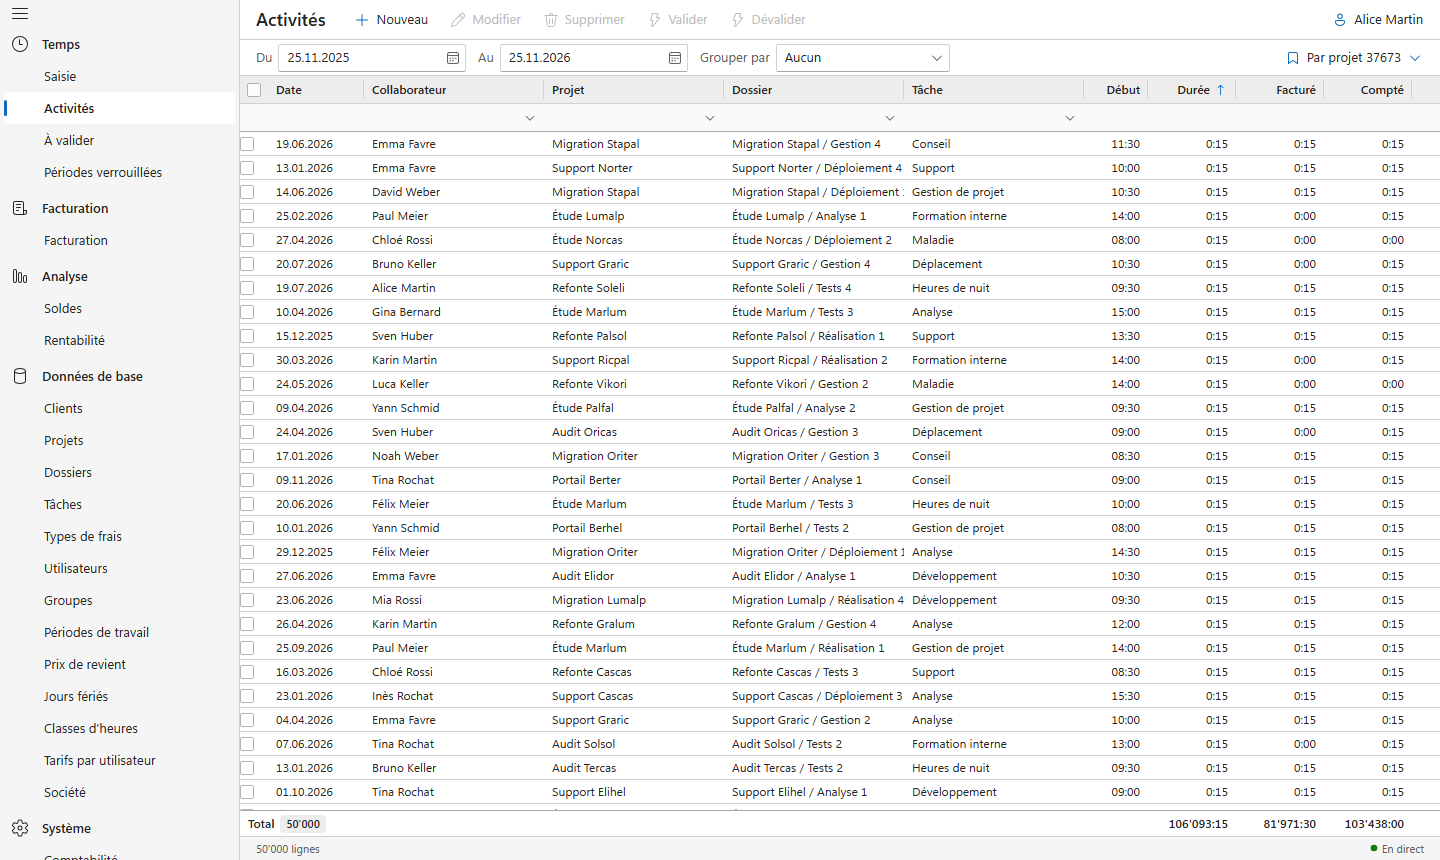 Activités
Nouveau
Modifier
Supprimer
Valider
Dévalider
Alice Martin
Temps
Saisie
Activités
À valider
Périodes verrouillées
Facturation
Facturation
Analyse
Soldes
Rentabilité
Données de base
Clients
Projets
Dossiers
Tâches
Types de frais
Utilisateurs
Groupes
Périodes de travail
Prix de revient
Jours fériés
Classes d'heures
Tarifs par utilisateur
Société
Système
Du 25.11.2025 Au 25.11.2026 Grouper par Aucun Par projet 37673
Date Collaborateur Projet Dossier Tâche Début Durée Facturé Compté
19.06.2026 Emma Favre Migration Stapal Migration Stapal / Gestion 4 Conseil 11:30 0:15 0:15 0:15
13.01.2026 Emma Favre Support Norter Support Norter / Déploiement 4 Support 10:00 0:15 0:15 0:15
14.06.2026 David Weber Migration Stapal Migration Stapal / Déploiement Gestion de projet 10:30 0:15 0:15 0:15
25.02.2026 Paul Meier Étude Lumalp Étude Lumalp / Analyse 1 Formation interne 14:00 0:15 0:00 0:15
27.04.2026 Chloé Rossi Étude Norcas Étude Norcas / Déploiement 2 Maladie 08:00 0:15 0:00 0:00
20.07.2026 Bruno Keller Support Graric Support Graric / Gestion 4 Déplacement 10:30 0:15 0:00 0:15
19.07.2026 Alice Martin Refonte Soleli Refonte Soleli / Tests 4 Heures de nuit 09:30 0:15 0:15 0:15
10.04.2026 Gina Bernard Étude Marlum Étude Marlum / Tests 3 Analyse 15:00 0:15 0:15 0:15
15.12.2025 Sven Huber Refonte Palsol Refonte Palsol / Réalisation 1 Support 13:30 0:15 0:15 0:15
30.03.2026 Karin Martin Support Ricpal Support Ricpal / Réalisation 2 Formation interne 14:00 0:15 0:00 0:15
24.05.2026 Luca Keller Refonte Vikori Refonte Vikori / Gestion 2 Maladie 14:00 0:15 0:00 0:00
09.04.2026 Yann Schmid Étude Palfal Étude Palfal / Analyse 2 Gestion de projet 09:30 0:15 0:15 0:15
24.04.2026 Sven Huber Audit Oricas Audit Oricas / Gestion 3 Déplacement 09:00 0:15 0:00 0:15
17.01.2026 Noah Weber Migration Oriter Migration Oriter / Gestion 3 Conseil 08:30 0:15 0:15 0:15
09.11.2026 Tina Rochat Portail Berter Portail Berter / Analyse 1 Conseil 09:00 0:15 0:15 0:15
20.06.2026 Félix Meier Étude Marlum Étude Marlum / Tests 3 Heures de nuit 10:00 0:15 0:15 0:15
10.01.2026 Yann Schmid Portail Berhel Portail Berhel / Tests 2 Gestion de projet 08:00 0:15 0:15 0:15
29.12.2025 Félix Meier Migration Oriter Migration Oriter / Déploiement 1 Analyse 14:30 0:15 0:15 0:15
27.06.2026 Emma Favre Audit Elidor Audit Elidor / Analyse 1 Développement 10:30 0:15 0:15 0:15
23.06.2026 Mia Rossi Migration Lumalp Migration Lumalp / Réalisation 4 Développement 09:30 0:15 0:15 0:15
26.04.2026 Karin Martin Refonte Gralum Refonte Gralum / Gestion 4 Analyse 12:00 0:15 0:15 0:15
25.09.2026 Paul Meier Étude Marlum Étude Marlum / Réalisation 1 Gestion de projet 14:00 0:15 0:15 0:15
16.03.2026 Chloé Rossi Refonte Cascas Refonte Cascas / Tests 3 Support 08:30 0:15 0:15 0:15
23.01.2026 Inès Rochat Support Cascas Support Cascas / Déploiement 3 Analyse 15:30 0:15 0:15 0:15
04.04.2026 Emma Favre Support Graric Support Graric / Gestion 2 Analyse 10:00 0:15 0:15 0:15
07.06.2026 Tina Rochat Audit Solsol Audit Solsol / Tests 2 Formation interne 13:00 0:15 0:00 0:15
13.01.2026 Bruno Keller Audit Tercas Audit Tercas / Tests 2 Heures de nuit 09:30 0:15 0:15 0:15
01.10.2026 Tina Rochat Support Elihel Support Elihel / Analyse 1 Développement 09:00 0:15 0:15 0:15
Total 50'000 106'093:15 81'971:30 103'438:00
50'000 lignes
En direct